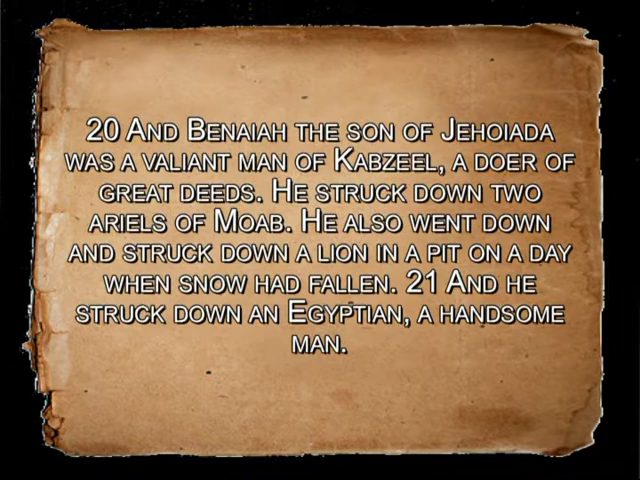 20 And Benaiah the son of Jehoiada
was a valiant man of Kabzeel, a doer of
great deeds. He struck down two
ariels of Moab. He also went down
and struck down a lion in a pit on a day
when snow had fallen. 21 And he
struck down an Egyptian, a handsome
man.